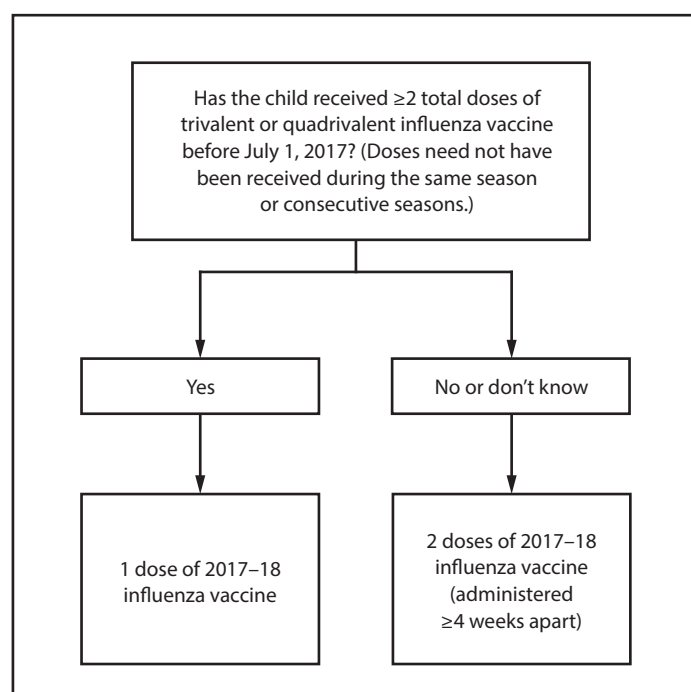 Has the child received ≥2 total doses of
trivalent or quadrivalent influenza vaccine
before July 1, 2017? (Doses need not have
been received during the same season
or consecutive seasons.)
Yes
No or don’t know
1 dose of 2017–18
influenza vaccine
2 doses of 2017–18
influenza vaccine
(administered
≥4 weeks apart)